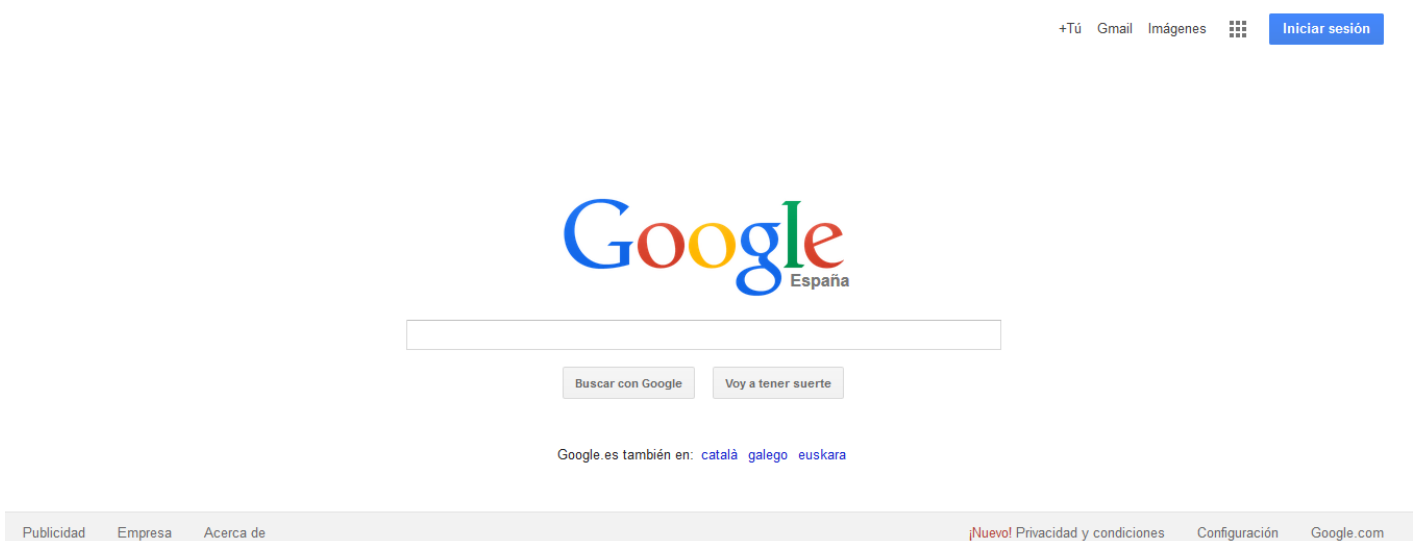 +Tú Gmail Imágenes Iniciar sesión
Google
España
Buscar con Google Voy a tener suerte
Google.es también en: català galego euskara
Publicidad Empresa Acerca de ¡Nuevo! Privacidad y condiciones Configuración Google.com